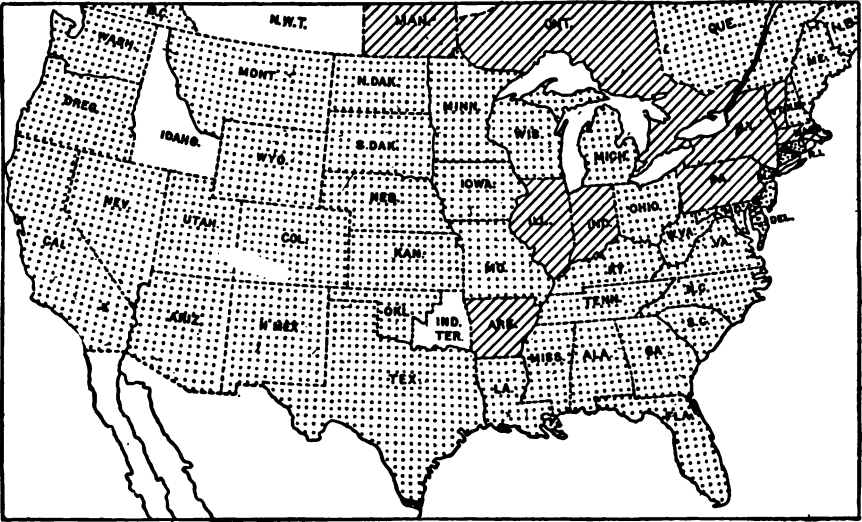 B.C.
N.W.T.
MAN.
ONT.
QUE.
N.B.
WASH.
MONT
N.DAK.
MINN.
ME.
OREG.
IDAHO.
WYO.
S.DAK.
WIS.
MICH.
N.Y.
R.I.
NEV.
UTAH
NEB.
IOWA.
ILL.
IND.
OHIO.
PA.
DEL.
CAL.
COL.
KAN.
MO.
KY.
W.VA.
VA.
ARIZ.
N MEX
OKL.
IND.
TER.
ARK.
TENN.
N.C.
S.C.
TEX.
LA.
MISS.
ALA.
GA.
FLA.